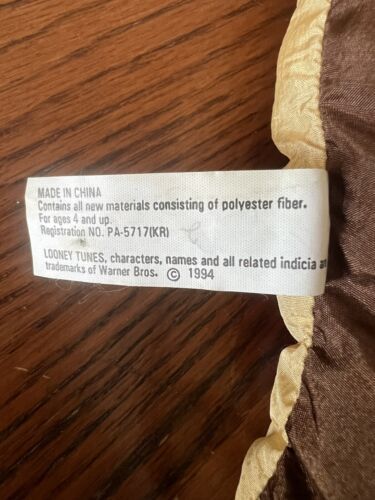 MADE IN CHINA
Contains all new materials consisting of polyester fiber.
For ages 4 and up.
Registration NO. PA-5717(KR)
LOONEY TUNES, characters, names and all related indicia
trademarks of Warner Bros. © 1994